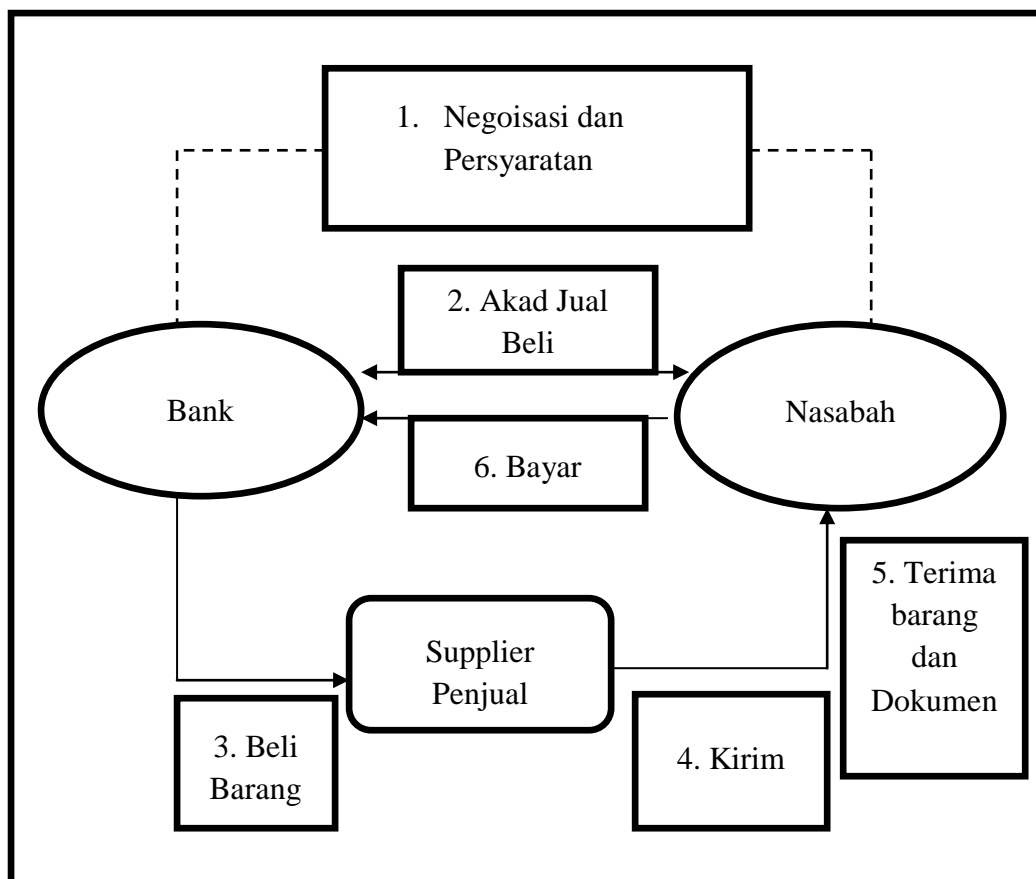 1. Negoisasi dan
Persyaratan
2. Akad Jual
Beli
Bank
Nasabah
6. Bayar
5. Terima
barang
dan
Dokumen
Supplier
Penjual
3. Beli
Barang
4. Kirim